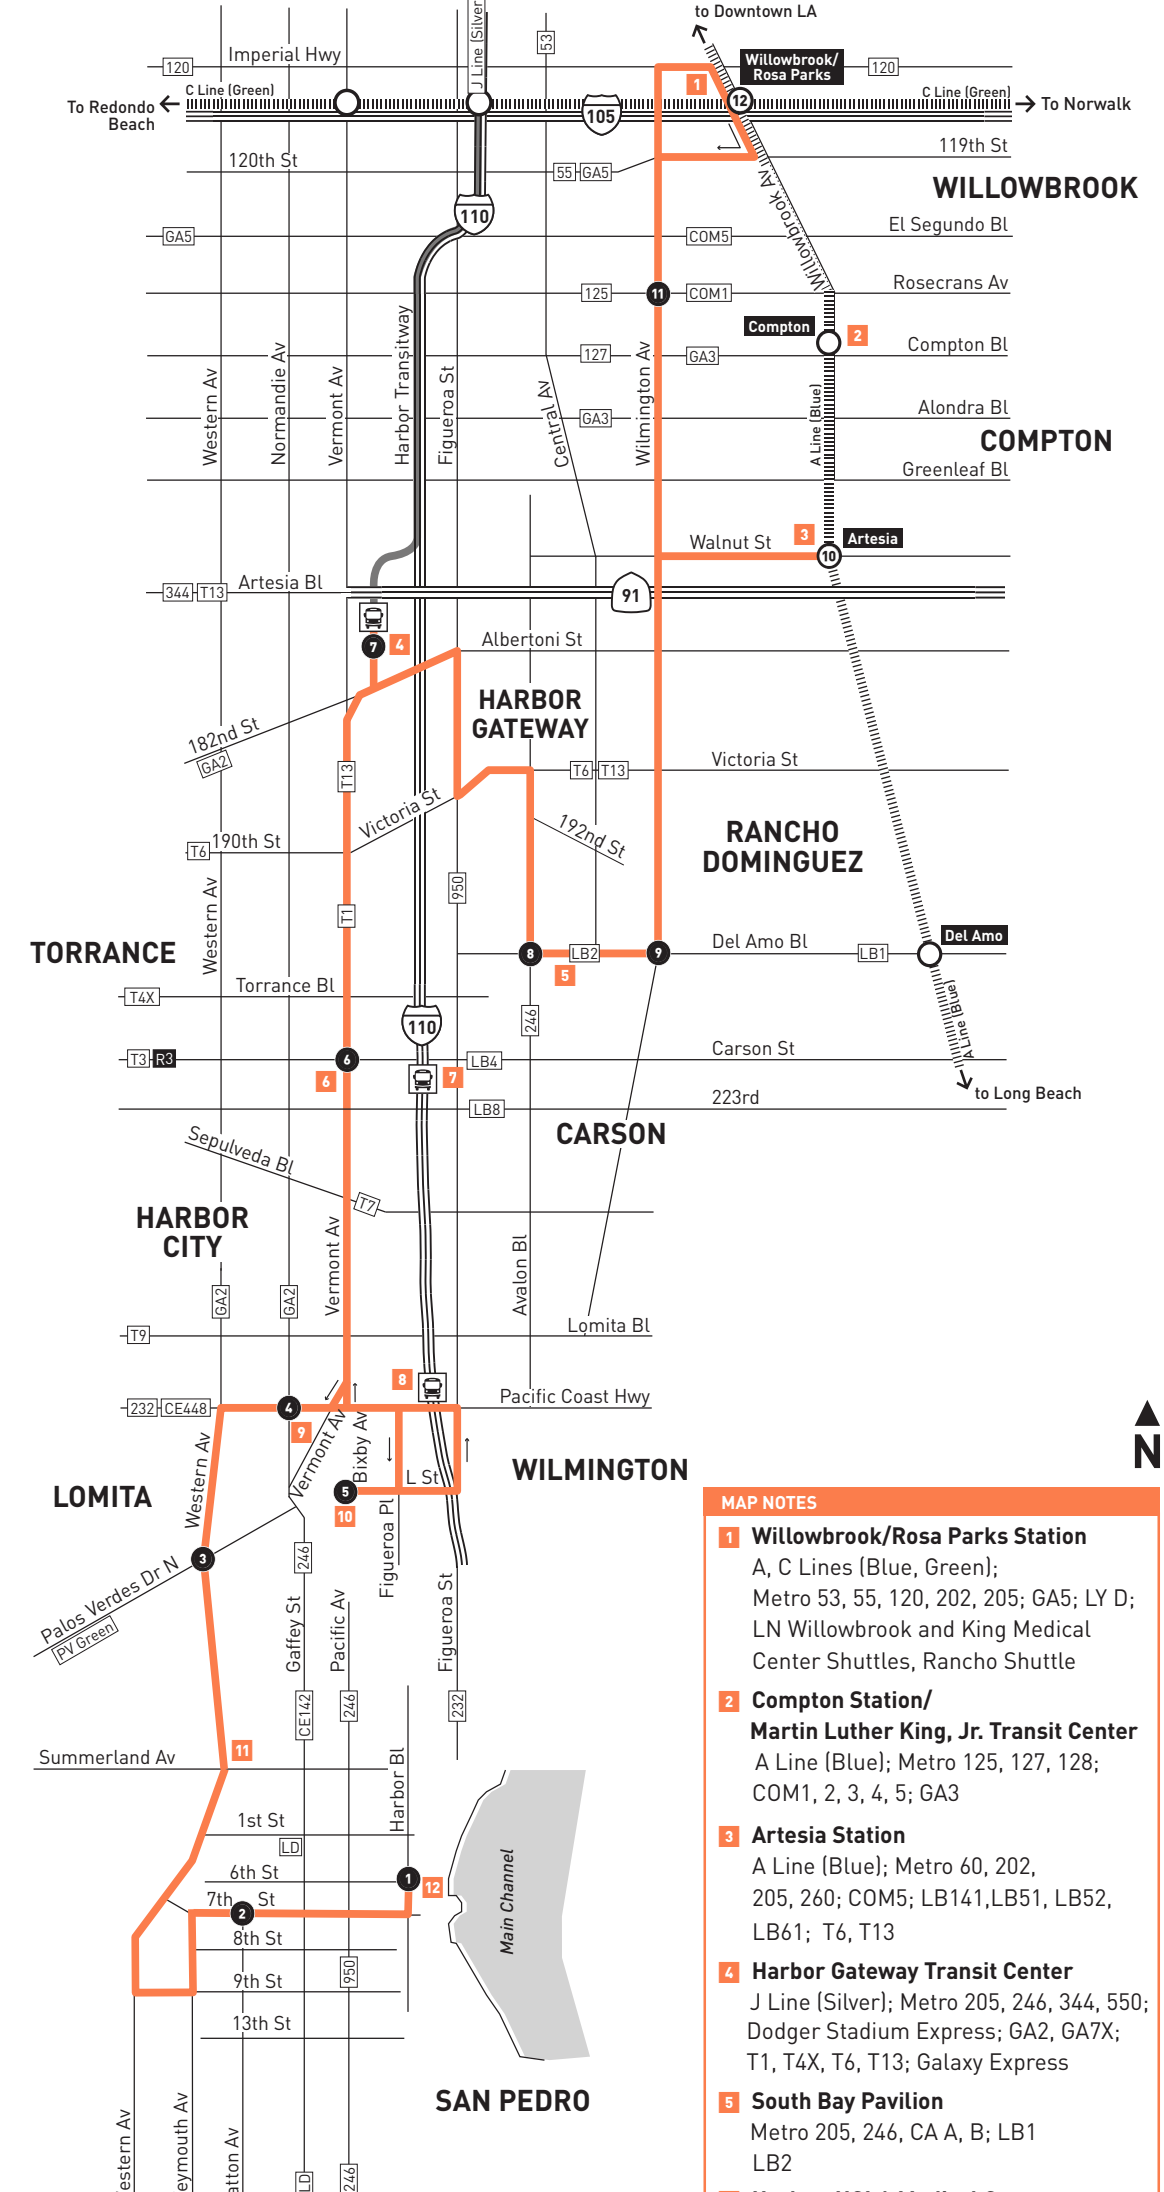 to Downtown LA
J Line (Silver
53
Imperial Hwy
120
Willowbrook/
Rosa Parks
120
1
C Line (Green)
C Line (Green)
To Redondo
Beach
12
To Norwalk
105
119th St
120th St
55
GA5
WILLOWBROOK
Willowbrook Av
110
El Segundo Bl
GA5
COM5
Rosecrans Av
125
11
COM1
Compton
2
Compton Bl
127
GA3
Western Av
Normandie Av
Vermont Av
Harbor Transitway
Figueroa St
Central Av
Wilmington Av
A Line (Blue)
Alondra Bl
GA3
COMPTON
Greenleaf Bl
Walnut St
3
Artesia
10
Artesia Bl
344
T13
91
7
4
Albertoni St
HARBOR
GATEWAY
182nd St
GA2
T13
Victoria St
T6
T13
Victoria St
192nd St
190th St
T6
RANCHO
DOMINGUEZ
950
T1
Western Av
TORRANCE
Del Amo Bl
Del Amo
8
LB2
9
LB1
5
Torrance Bl
T4X
A Line (Blue)
246
110
Carson St
T3
R3
6
LB4
6
7
to Long Beach
223rd
LB8
CARSON
Sepulveda Bl
T7
HARBOR
CITY
Vermont Av
Avalon Bl
GA2
GA2
Lomita Bl
T9
8
Pacific Coast Hwy
232
CE448
4
9
Vermont Av
Bixby Av
N
Western Av
L St
WILMINGTON
LOMITA
5
10
Figueroa Pl
3
246
Palos Verdes Dr N
PV Green
Gaffey St
Pacific Av
Figueroa St
CE142
246
232
Summerland Av
11
Harbor Bl
1st St
LD
6th St
1
12
7th St
2
Main Channel
8th St
950
9th St
13th St
SAN PEDRO
estern Av
eymouth Av
atton Av
LD
246
MAP NOTES
1 Willowbrook/Rosa Parks Station
A, C Lines (Blue, Green);
Metro 53, 55, 120, 202, 205; GA5; LY D;
LN Willowbrook and King Medical
Center Shuttles, Rancho Shuttle
2 Compton Station/
Martin Luther King, Jr. Transit Center
A Line (Blue); Metro 125, 127, 128;
COM1, 2, 3, 4, 5; GA3
3 Artesia Station
A Line (Blue); Metro 60, 202,
205, 260; COM5; LB141,LB51, LB52,
LB61; T6, T13
4 Harbor Gateway Transit Center
J Line (Silver); Metro 205, 246, 344, 550;
Dodger Stadium Express; GA2, GA7X;
T1, T4X, T6, T13; Galaxy Express
5 South Bay Pavilion
Metro 205, 246, CA A, B; LB1
LB2